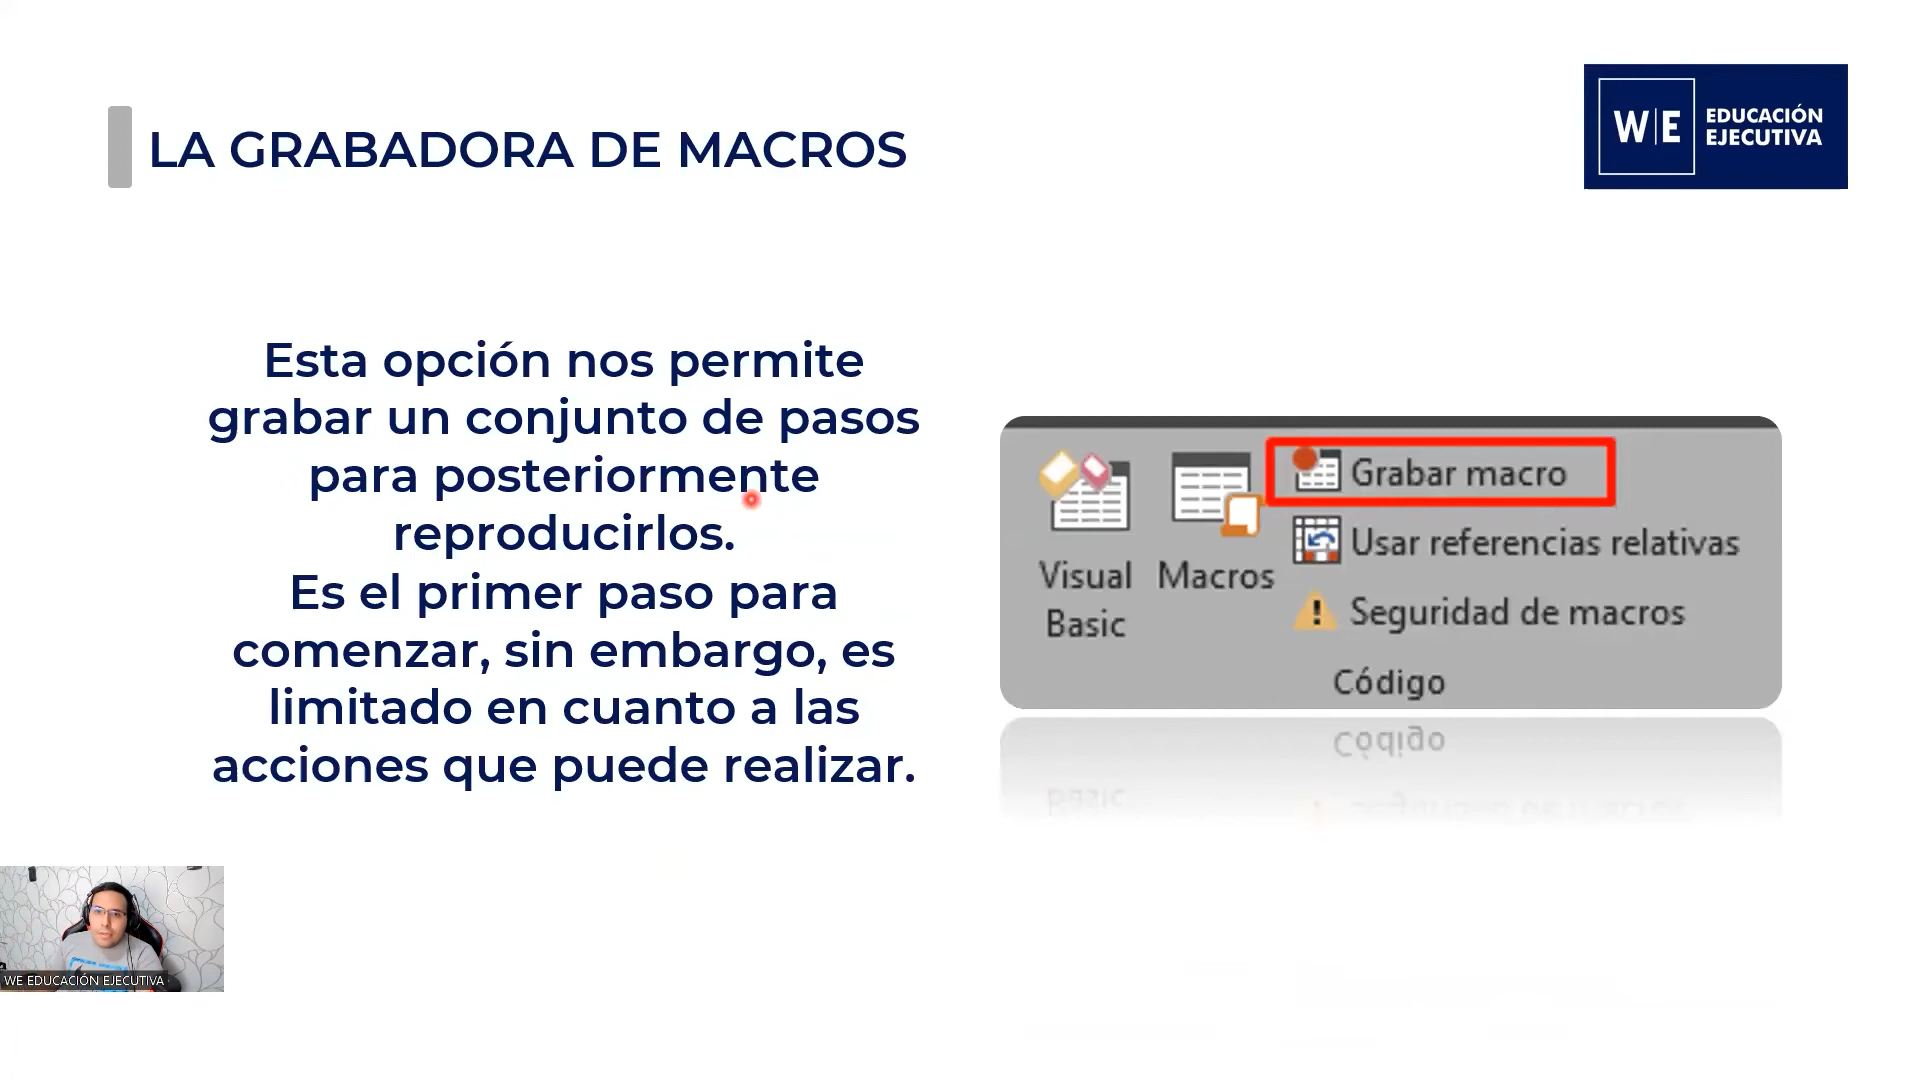 LA GRABADORA DE MACROS
W|E
EDUCACIÓN
EJECUTIVA
Esta opción nos permite
grabar un conjunto de pasos
para posteriormente
reproducirlos.
Es el primer paso para
comenzar, sin embargo, es
limitado en cuanto a las
acciones que puede realizar.
Visual
Basic
Macros
Grabar macro
Usar referencias relativas
Seguridad de macros
Código
WE EDUCACIÓN EJECUTIVA